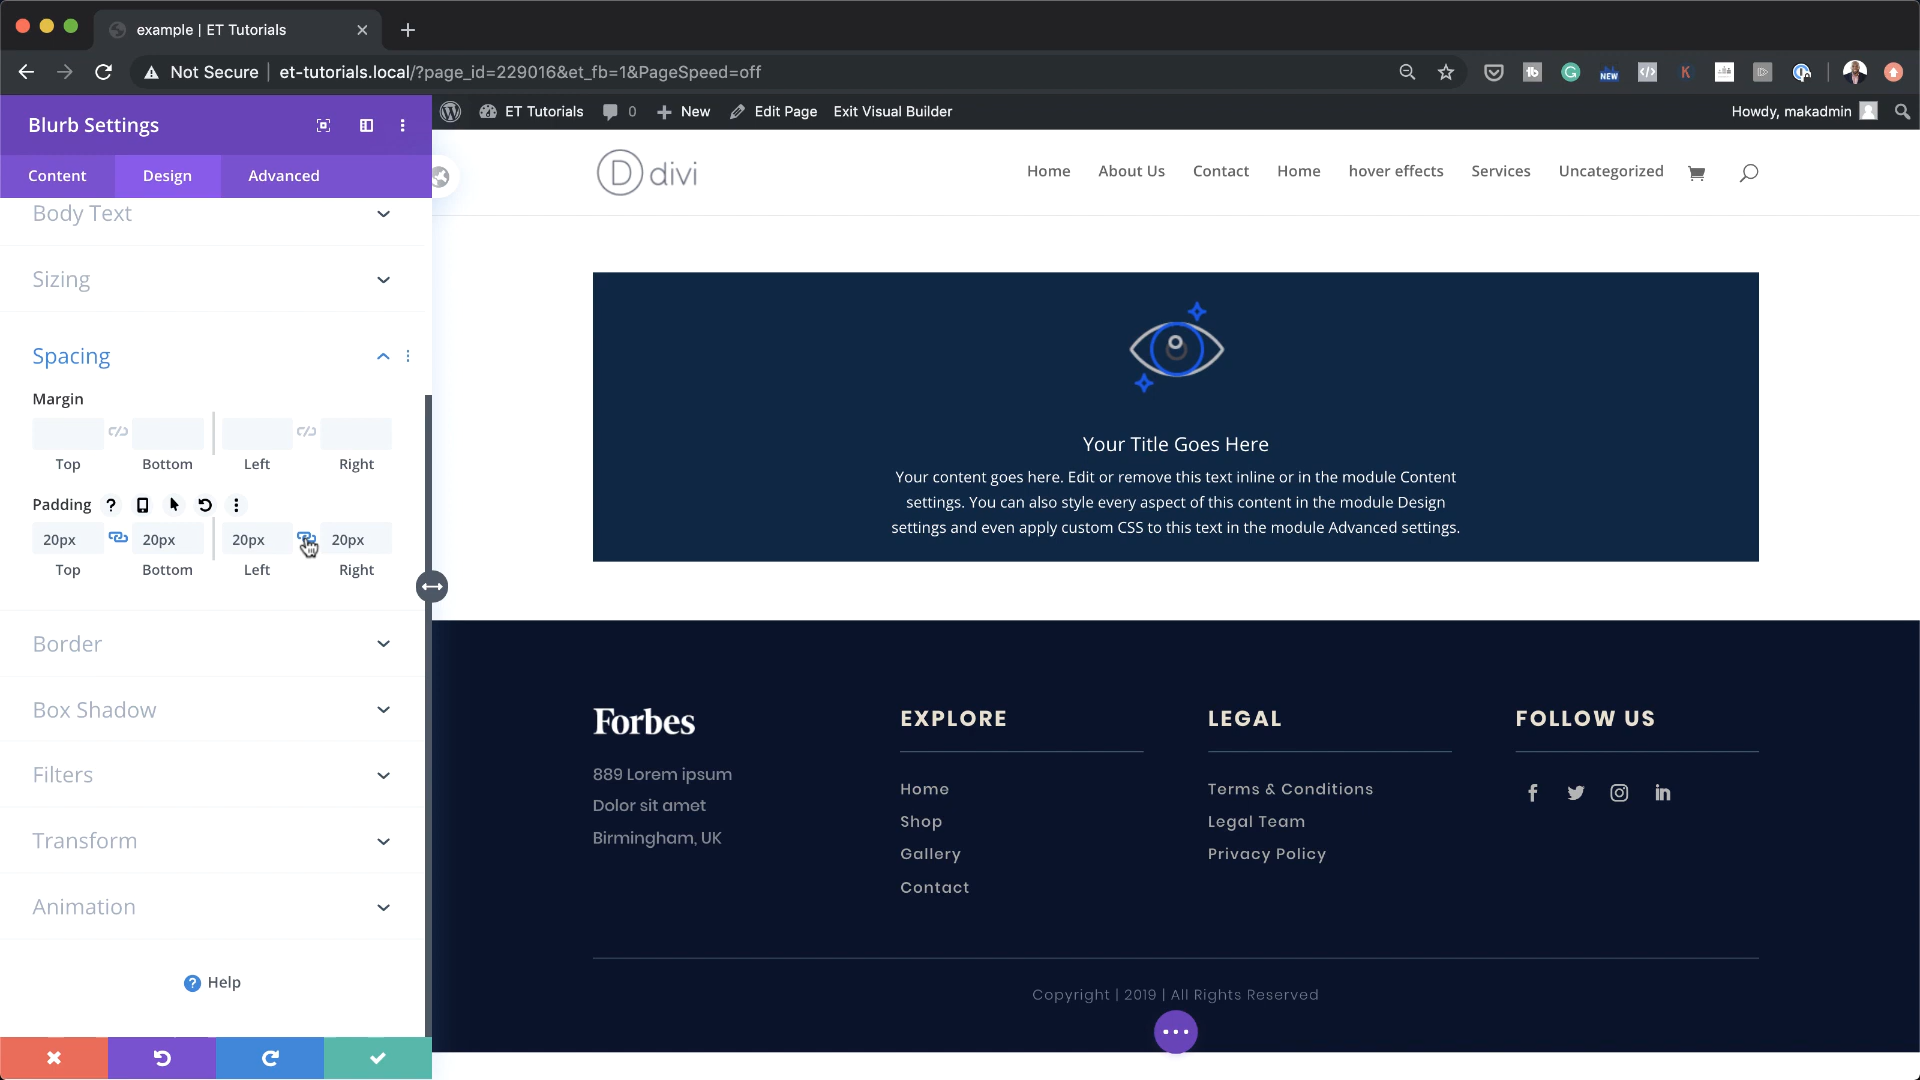 example | ET Tutorials
Not Secure
et-tutorials.local/?page_id=229016&et_fb=1&PageSpeed=off
NEW
K
Blurb Settings
ET Tutorials
0
New
Edit Page
Exit Visual Builder
Howdy, makadmin
Content
Design
Advanced
D divi
Home
About Us
Contact
Home
hover effects
Services
Uncategorized
Body Text
Sizing
Spacing
Margin
Top
Bottom
Left
Right
Padding
20px
20px
20px
20px
Top
Bottom
Left
Right
Border
Box Shadow
Filters
Transform
Animation
Help
Your Title Goes Here
Your content goes here. Edit or remove this text inline or in the module Content
settings. You can also style every aspect of this content in the module Design
settings and even apply custom CSS to this text in the module Advanced settings.
Forbes
889 Lorem ipsum
Dolor sit amet
Birmingham, UK
EXPLORE
Home
Shop
Gallery
Contact
LEGAL
Terms & Conditions
Legal Team
Privacy Policy
FOLLOW US
Copyright | 2019 | All Rights Reserved